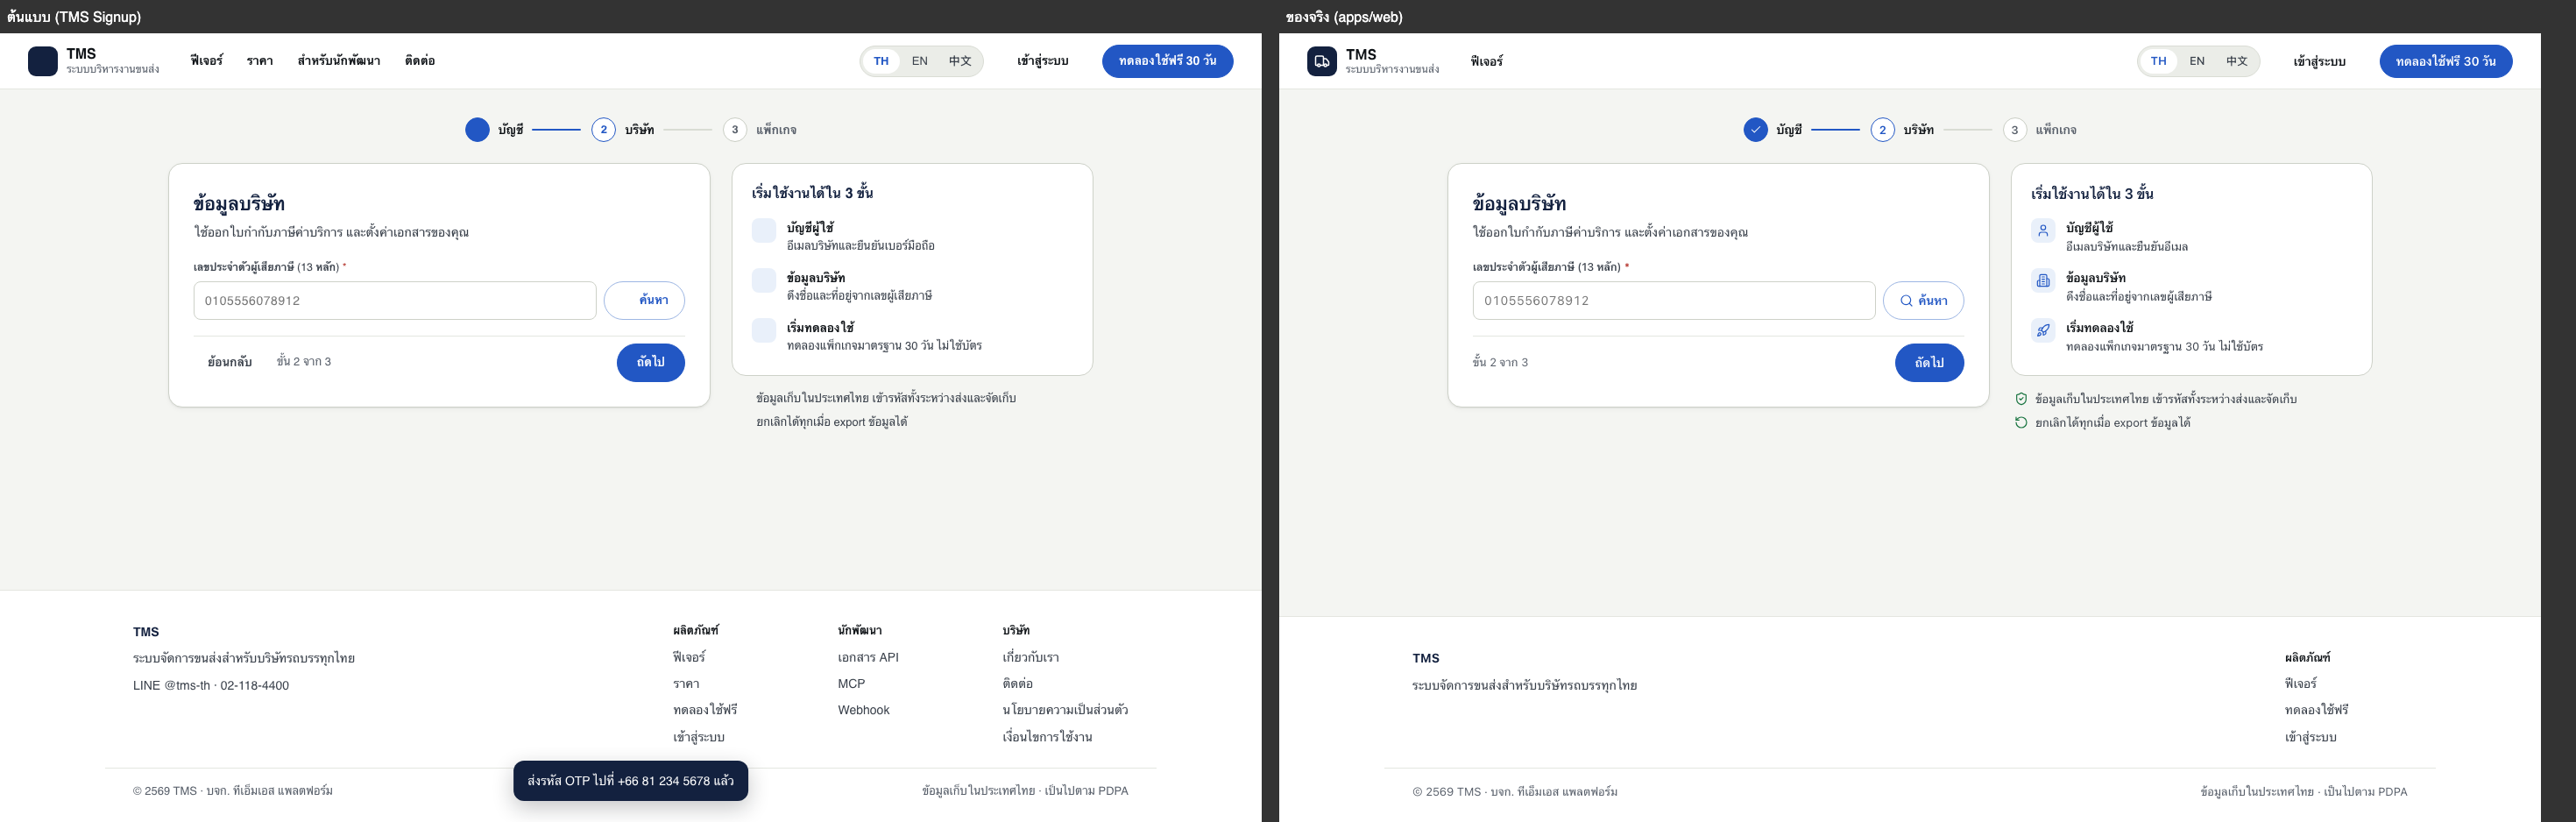 ต้นแบบ (TMS Signup)
TMS
ระบบบริหารงานขนส่ง
ฟีเจอร์ ราคา สำหรับนักพัฒนา ติดต่อ
TH EN 中文
เข้าสู่ระบบ
ทดลองใช้ฟรี 30 วัน
บัญชี 2 บริษัท 3 แพ็กเกจ
ข้อมูลบริษัท
ใช้ออกใบกำกับภาษีค่าบริการ และตั้งค่าเอกสารของคุณ
เลขประจำตัวผู้เสียภาษี (13 หลัก) *
0105556078912
ค้นหา
ย้อนกลับ ขั้น 2 จาก 3
ถัดไป
เริ่มใช้งานได้ใน 3 ขั้น
บัญชีผู้ใช้
อีเมลบริษัทและยืนยันเบอร์มือถือ
ข้อมูลบริษัท
ดึงชื่อและที่อยู่จากเลขผู้เสียภาษี
เริ่มทดลองใช้
ทดลองแพ็กเกจมาตรฐาน 30 วัน ไม่ใช้บัตร
ข้อมูลเก็บในประเทศไทย เข้ารหัสทั้งระหว่างส่งและจัดเก็บ
ยกเลิกได้ทุกเมื่อ export ข้อมูลได้
TMS
ระบบจัดการขนส่งสำหรับบริษัทรถบรรทุกไทย
LINE @tms-th · 02-118-4400
ผลิตภัณฑ์
ฟีเจอร์
ราคา
ทดลองใช้ฟรี
เข้าสู่ระบบ
นักพัฒนา
เอกสาร API
MCP
Webhook
บริษัท
เกี่ยวกับเรา
ติดต่อ
นโยบายความเป็นส่วนตัว
เงื่อนไขการใช้งาน
ส่งรหัส OTP ไปที่ +66 81 234 5678 แล้ว
© 2569 TMS · บจก. ทีเอ็มเอส แพลตฟอร์ม
ข้อมูลเก็บในประเทศไทย · เป็นไปตาม PDPA
ของจริง (apps/web)
TMS
ระบบบริหารงานขนส่ง
ฟีเจอร์
TH EN 中文
เข้าสู่ระบบ
ทดลองใช้ฟรี 30 วัน
บัญชี 2 บริษัท 3 แพ็กเกจ
ข้อมูลบริษัท
ใช้ออกใบกำกับภาษีค่าบริการ และตั้งค่าเอกสารของคุณ
เลขประจำตัวผู้เสียภาษี (13 หลัก) *
0105556078912
ค้นหา
ขั้น 2 จาก 3
ถัดไป
เริ่มใช้งานได้ใน 3 ขั้น
บัญชีผู้ใช้
อีเมลบริษัทและยืนยันอีเมล
ข้อมูลบริษัท
ดึงชื่อและที่อยู่จากเลขผู้เสียภาษี
เริ่มทดลองใช้
ทดลองแพ็กเกจมาตรฐาน 30 วัน ไม่ใช้บัตร
ข้อมูลเก็บในประเทศไทย เข้ารหัสทั้งระหว่างส่งและจัดเก็บ
ยกเลิกได้ทุกเมื่อ export ข้อมูลได้
TMS
ระบบจัดการขนส่งสำหรับบริษัทรถบรรทุกไทย
ผลิตภัณฑ์
ฟีเจอร์
ทดลองใช้ฟรี
เข้าสู่ระบบ
© 2569 TMS · บจก. ทีเอ็มเอส แพลตฟอร์ม
ข้อมูลเก็บในประเทศไทย · เป็นไปตาม PDPA